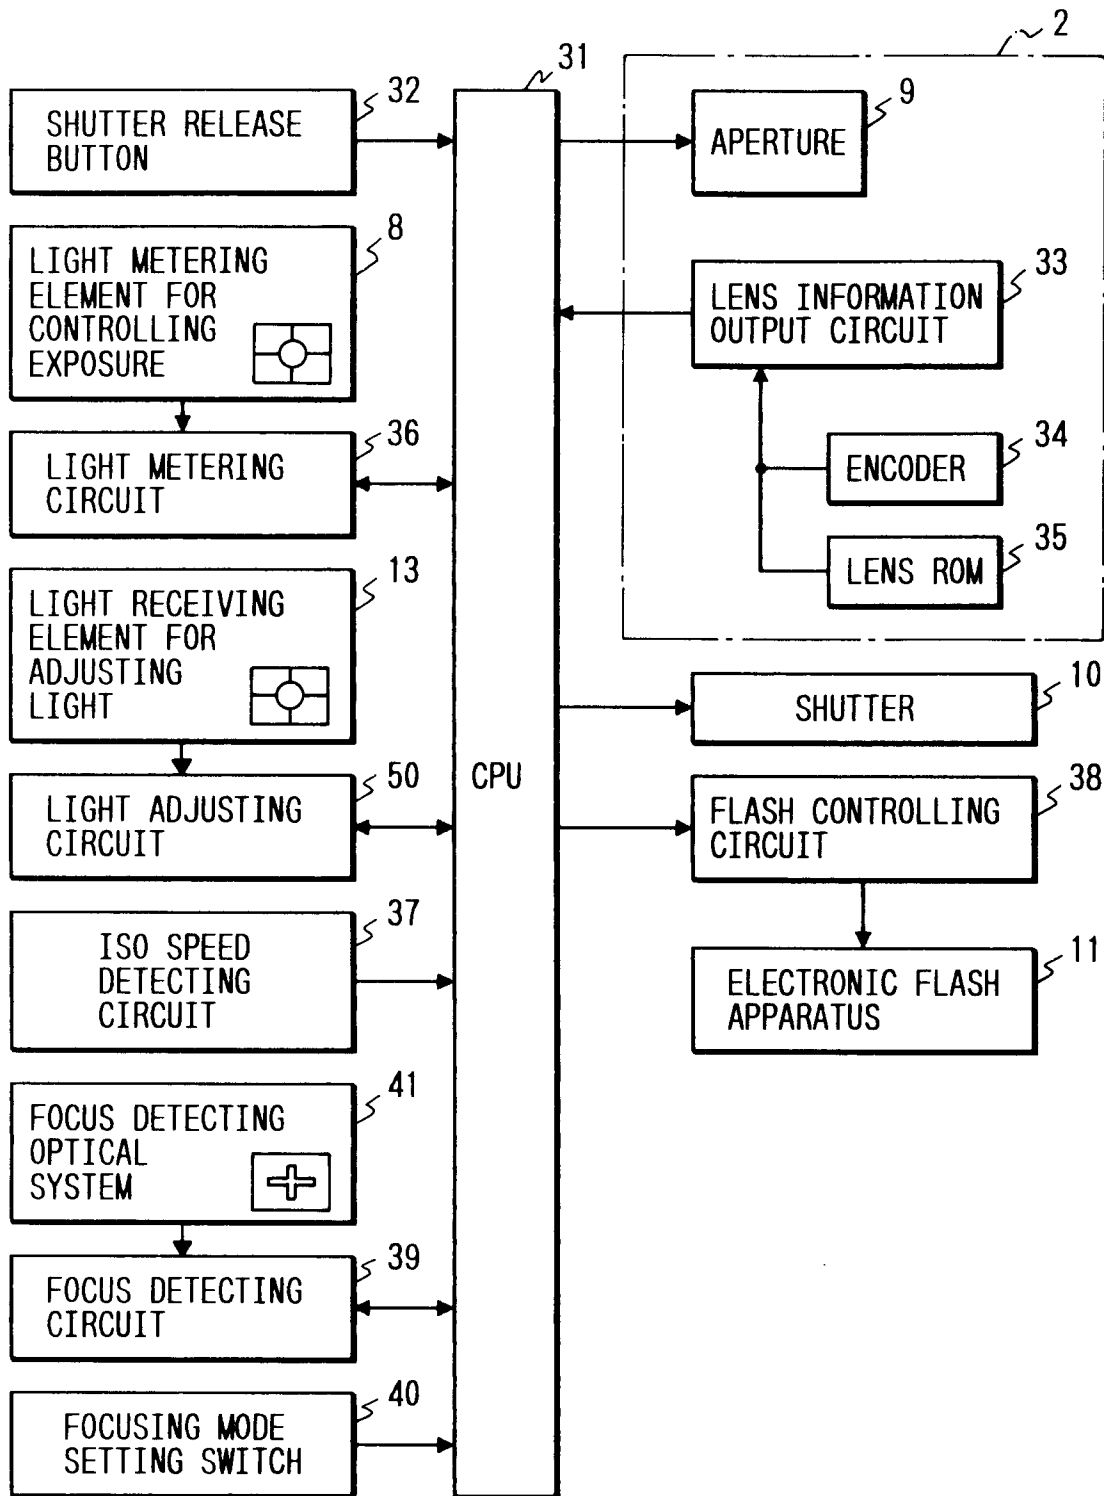 2
31
32
SHUTTER RELEASE
BUTTON
9
APERTURE
8
LIGHT METERING
ELEMENT FOR
CONTROLLING
EXPOSURE
33
LENS INFORMATION
OUTPUT CIRCUIT
36
LIGHT METERING
CIRCUIT
34
ENCODER
35
LENS ROM
13
LIGHT RECEIVING
ELEMENT FOR
ADJUSTING
LIGHT
10
SHUTTER
CPU
50
LIGHT ADJUSTING
CIRCUIT
38
FLASH CONTROLLING
CIRCUIT
37
ISO SPEED
DETECTING
CIRCUIT
11
ELECTRONIC FLASH
APPARATUS
41
FOCUS DETECTING
OPTICAL
SYSTEM
39
FOCUS DETECTING
CIRCUIT
40
FOCUSING MODE
SETTING SWITCH